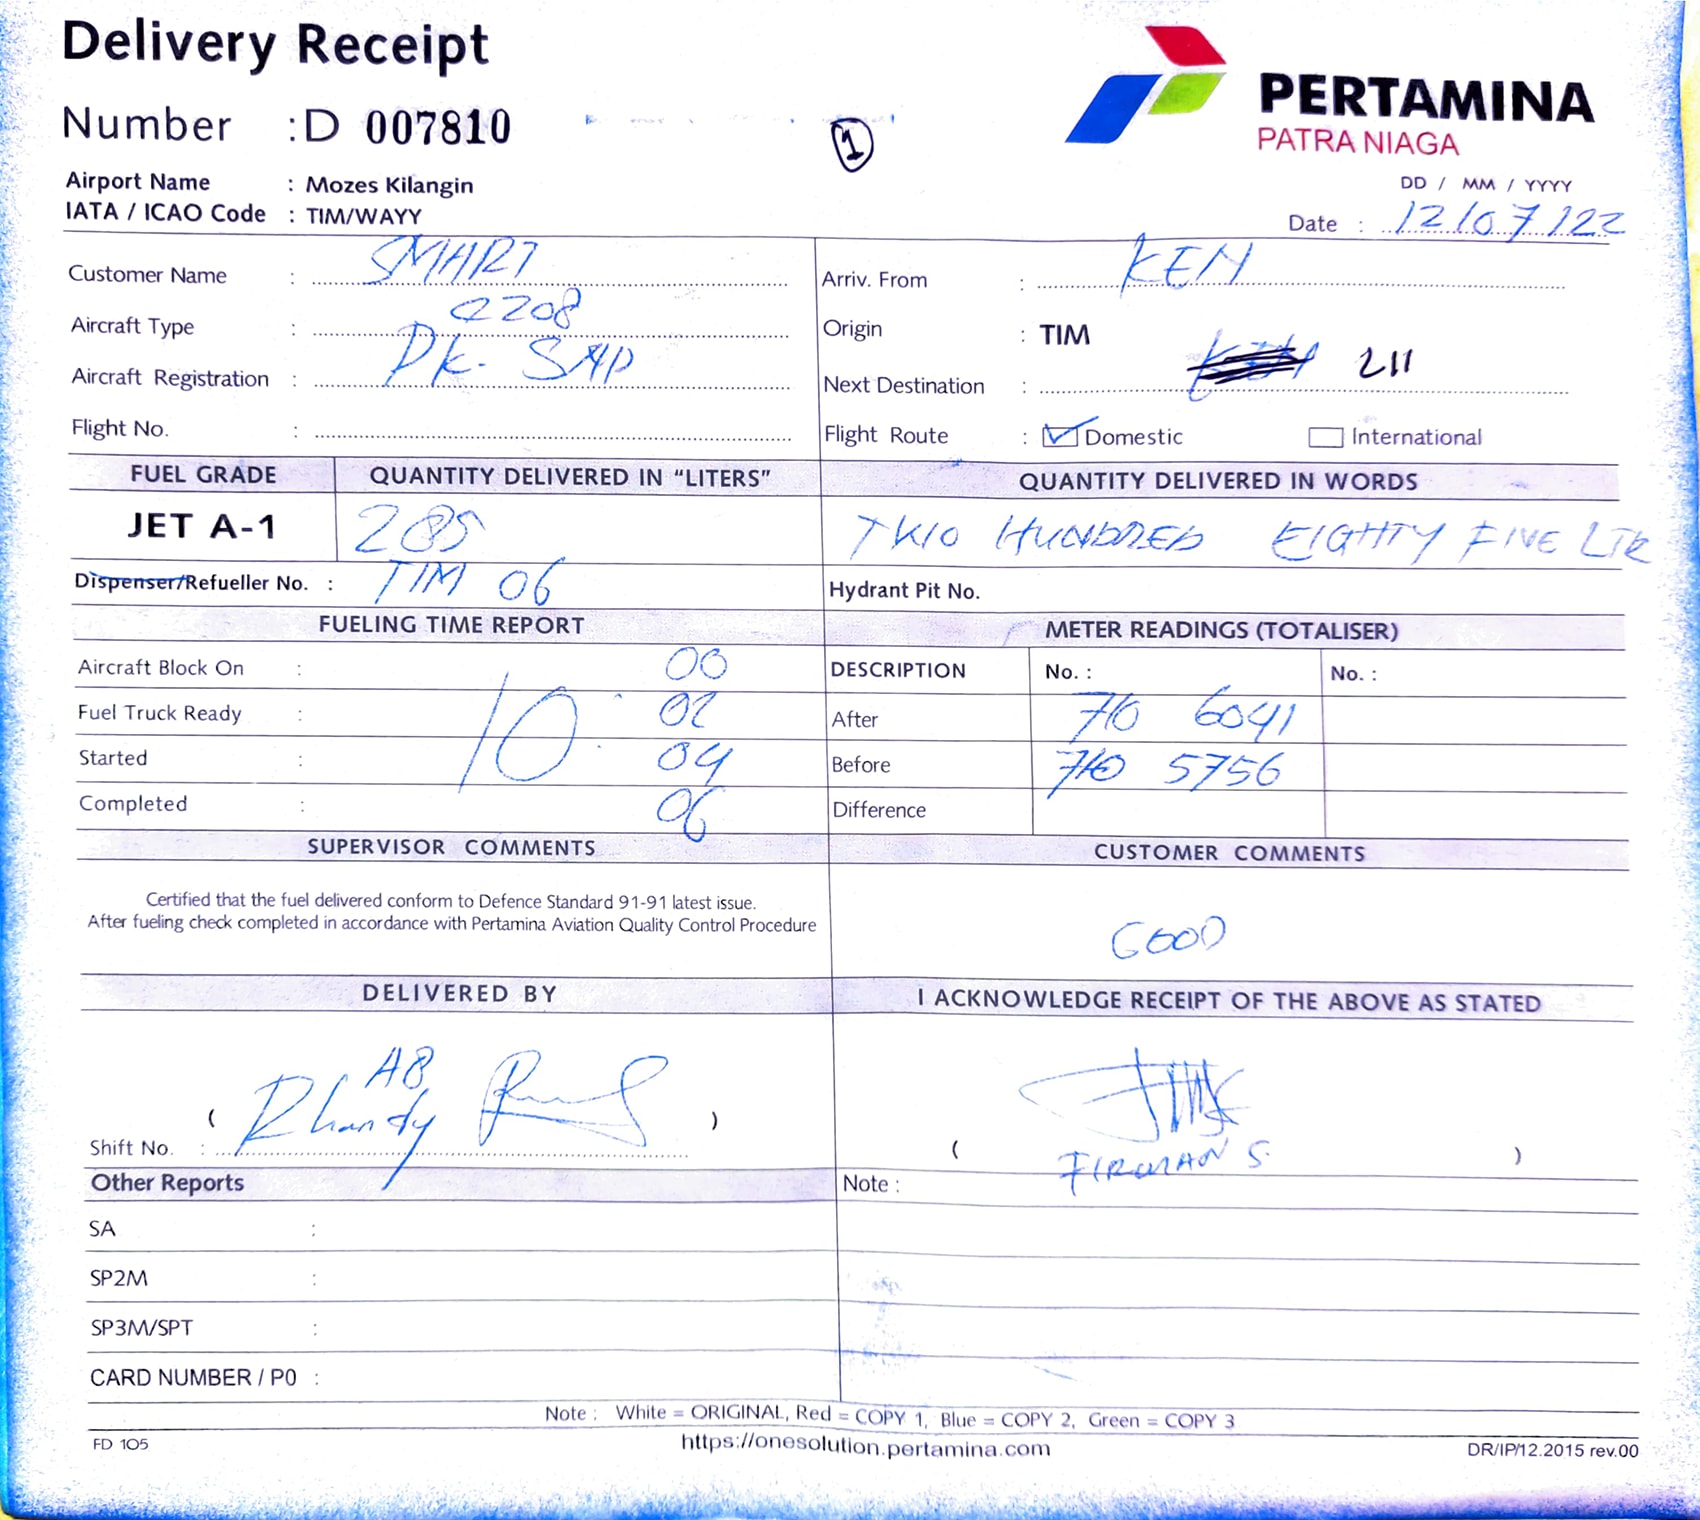 Delivery Receipt
Number : D 007810
1
PERTAMINA
PATRA NIAGA
Airport Name : Mozes Kilangin
IATA / ICAO Code : TIM/WAYY
DD / MM / YYYY
Date : 12/07/22
Customer Name : SMART
Arriv. From : KEM
Aircraft Type : C208
Origin : TIM
Aircraft Registration : PK. SAP
Next Destination : 211
Flight No. :
Flight Route : Domestic International
FUEL GRADE QUANTITY DELIVERED IN “LITERS” QUANTITY DELIVERED IN WORDS
JET A-1 285 TWO HUNDRED EIGHTY FIVE LTR
Dispenser/Refueller No. : TIM 06 Hydrant Pit No.
FUELING TIME REPORT METER READINGS (TOTALISER)
Aircraft Block On : 00 DESCRIPTION No. : No. :
Fuel Truck Ready : 10 : 02 After 710 6041
Started : 04 Before 710 5756
Completed : 06 Difference
SUPERVISOR COMMENTS CUSTOMER COMMENTS
Certified that the fuel delivered conform to Defence Standard 91-91 latest issue.
After fueling check completed in accordance with Pertamina Aviation Quality Control Procedure
GOOD
DELIVERED BY I ACKNOWLEDGE RECEIPT OF THE ABOVE AS STATED
AB
( Rhandy )
Shift No. :
( FIRMAN S. )
Other Reports Note :
SA :
SP2M :
SP3M/SPT :
CARD NUMBER / PO :
Note : White = ORIGINAL, Red = COPY 1, Blue = COPY 2, Green = COPY 3
FD 105 https://onesolution.pertamina.com DR/IP/12.2015 rev.00